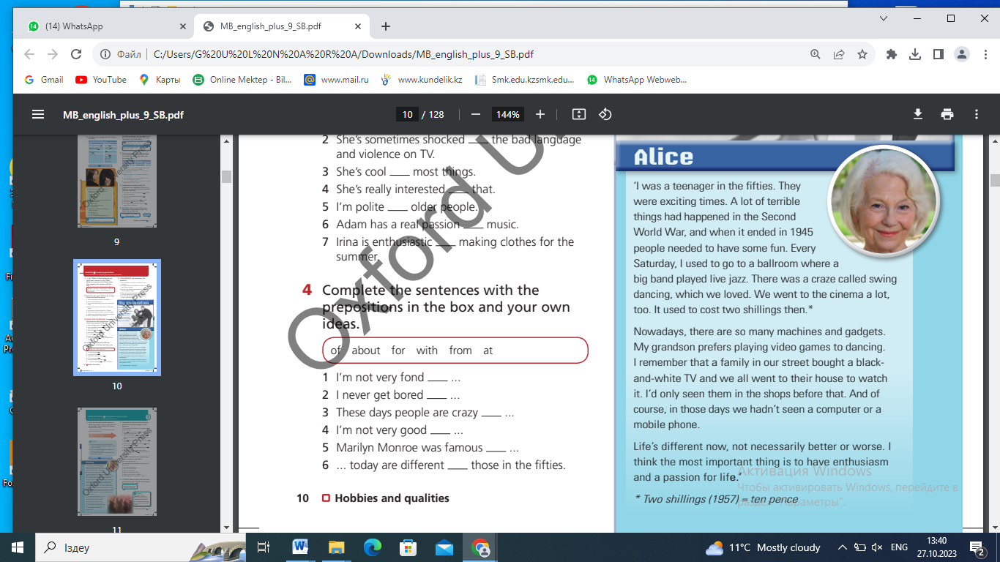 (14) WhatsApp
MB_english_plus_9_SB.pdf
Файл
C:/Users/G%20U%20L%20N%20A%20R%20A/Downloads/MB_english_plus_9_SB.pdf
Gmail
YouTube
Карты
Online Mektep - Bil...
www.mail.ru
www.kundelik.kz
Smk.edu.kzsmk.edu...
WhatsApp Webweb...
MB_english_plus_9_SB.pdf
10 / 128
144%
9
10
11
2 She's sometimes shocked ___ the bad language
and violence on TV.
3 She's cool ___ most things.
4 She's really interested ___ that.
5 I'm polite ___ older people.
6 Adam has a real passion ___ music.
7 Irina is enthusiastic ___ making clothes for the
summer.
4 Complete the sentences with the
prepositions in the box and your own
ideas.
of about for with from at
1 I'm not very fond ___ ...
2 I never get bored ___ ...
3 These days people are crazy ___ ...
4 I'm not very good ___ ...
5 Marilyn Monroe was famous ___ ...
6 ... today are different ___ those in the fifties.
10 Hobbies and qualities
Oxford U
Alice
'I was a teenager in the fifties. They
were exciting times. A lot of terrible
things had happened in the Second
World War, and when it ended in 1945
people needed to have some fun. Every
Saturday, I used to go to a ballroom where a
big band played live jazz. There was a craze called swing
dancing, which we loved. We went to the cinema a lot,
too. It used to cost two shillings then.*
Nowadays, there are so many machines and gadgets.
My grandson prefers playing video games to dancing.
I remember that a family in our street bought a black-
and-white TV and we all went to their house to watch
it. I'd only seen them in the shops before that. And of
course, in those days we hadn't seen a computer or a
mobile phone.
Life's different now, not necessarily better or worse. I
think the most important thing is to have enthusiasm
and a passion for life.'
* Two shillings (1957) = ten pence
Активация Windows
Чтобы активировать Windows, перейдите в
раздел "Параметры".
Іздеу
11°C Mostly cloudy
ENG
13:40
27.10.2023
2